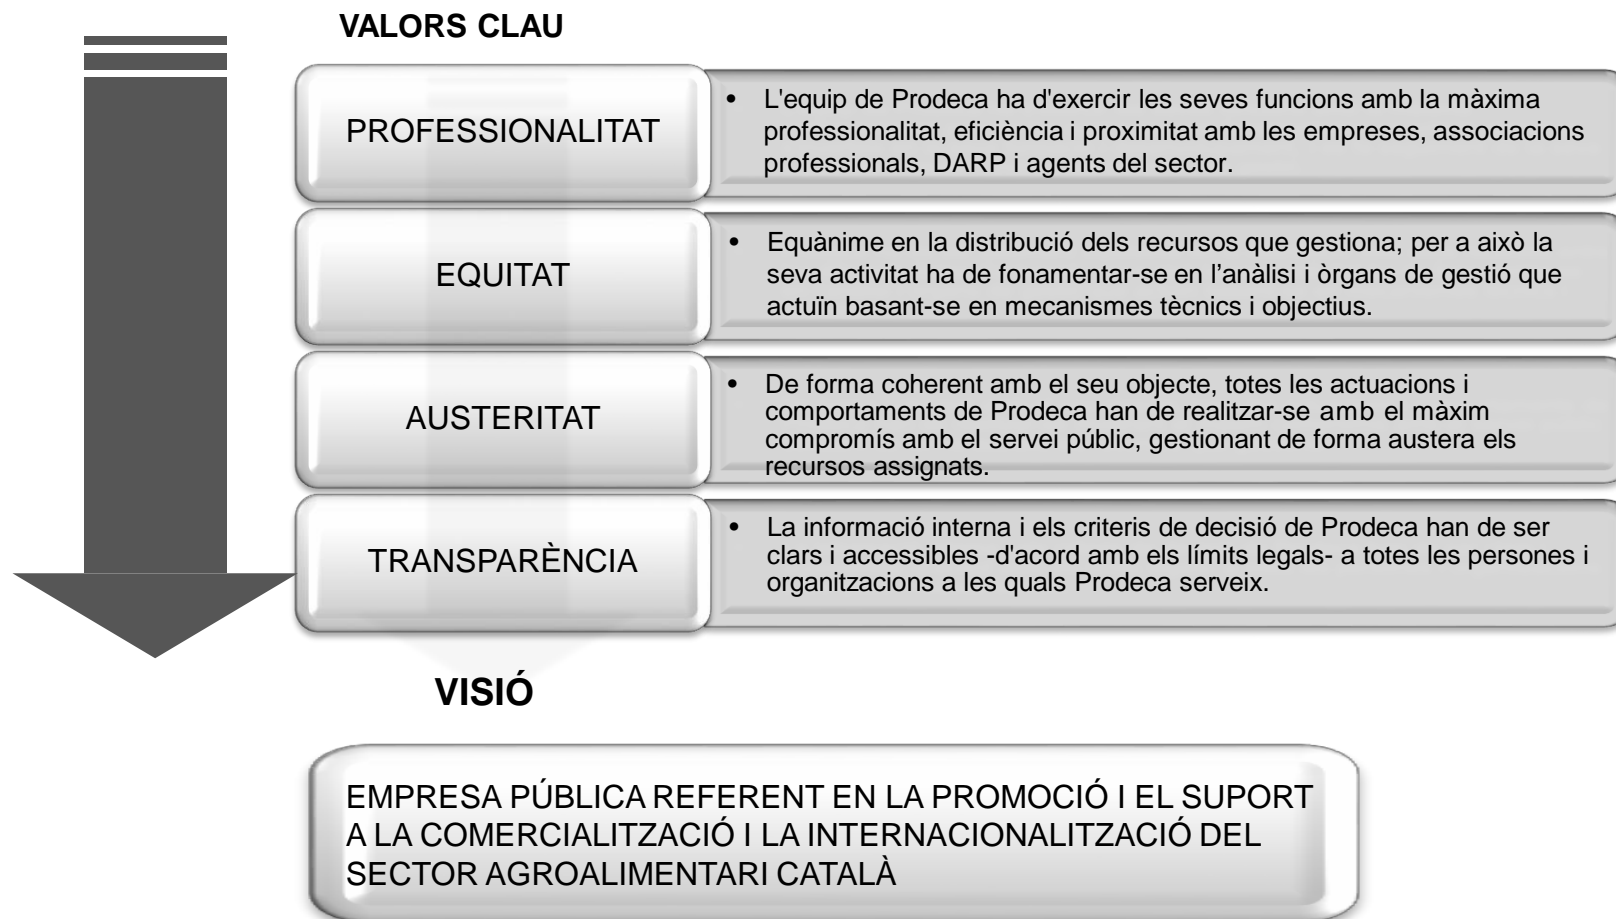 VALORS CLAU
PROFESSIONALITAT
• L'equip de Prodeca ha d'exercir les seves funcions amb la màxima
professionalitat, eficiència i proximitat amb les empreses, associacions
professionals, DARP i agents del sector.
EQUITAT
• Equànime en la distribució dels recursos que gestiona; per a això la
seva activitat ha de fonamentar-se en l’anàlisi i òrgans de gestió que
actuïn basant-se en mecanismes tècnics i objectius.
AUSTERITAT
• De forma coherent amb el seu objecte, totes les actuacions i
comportaments de Prodeca han de realitzar-se amb el màxim
compromís amb el servei públic, gestionant de forma austera els
recursos assignats.
TRANSPARÈNCIA
• La informació interna i els criteris de decisió de Prodeca han de ser
clars i accessibles -d'acord amb els límits legals- a totes les persones i
organitzacions a les quals Prodeca serveix.
VISIÓ
EMPRESA PÚBLICA REFERENT EN LA PROMOCIÓ I EL SUPORT
A LA COMERCIALITZACIÓ I LA INTERNACIONALITZACIÓ DEL
SECTOR AGROALIMENTARI CATALÀ